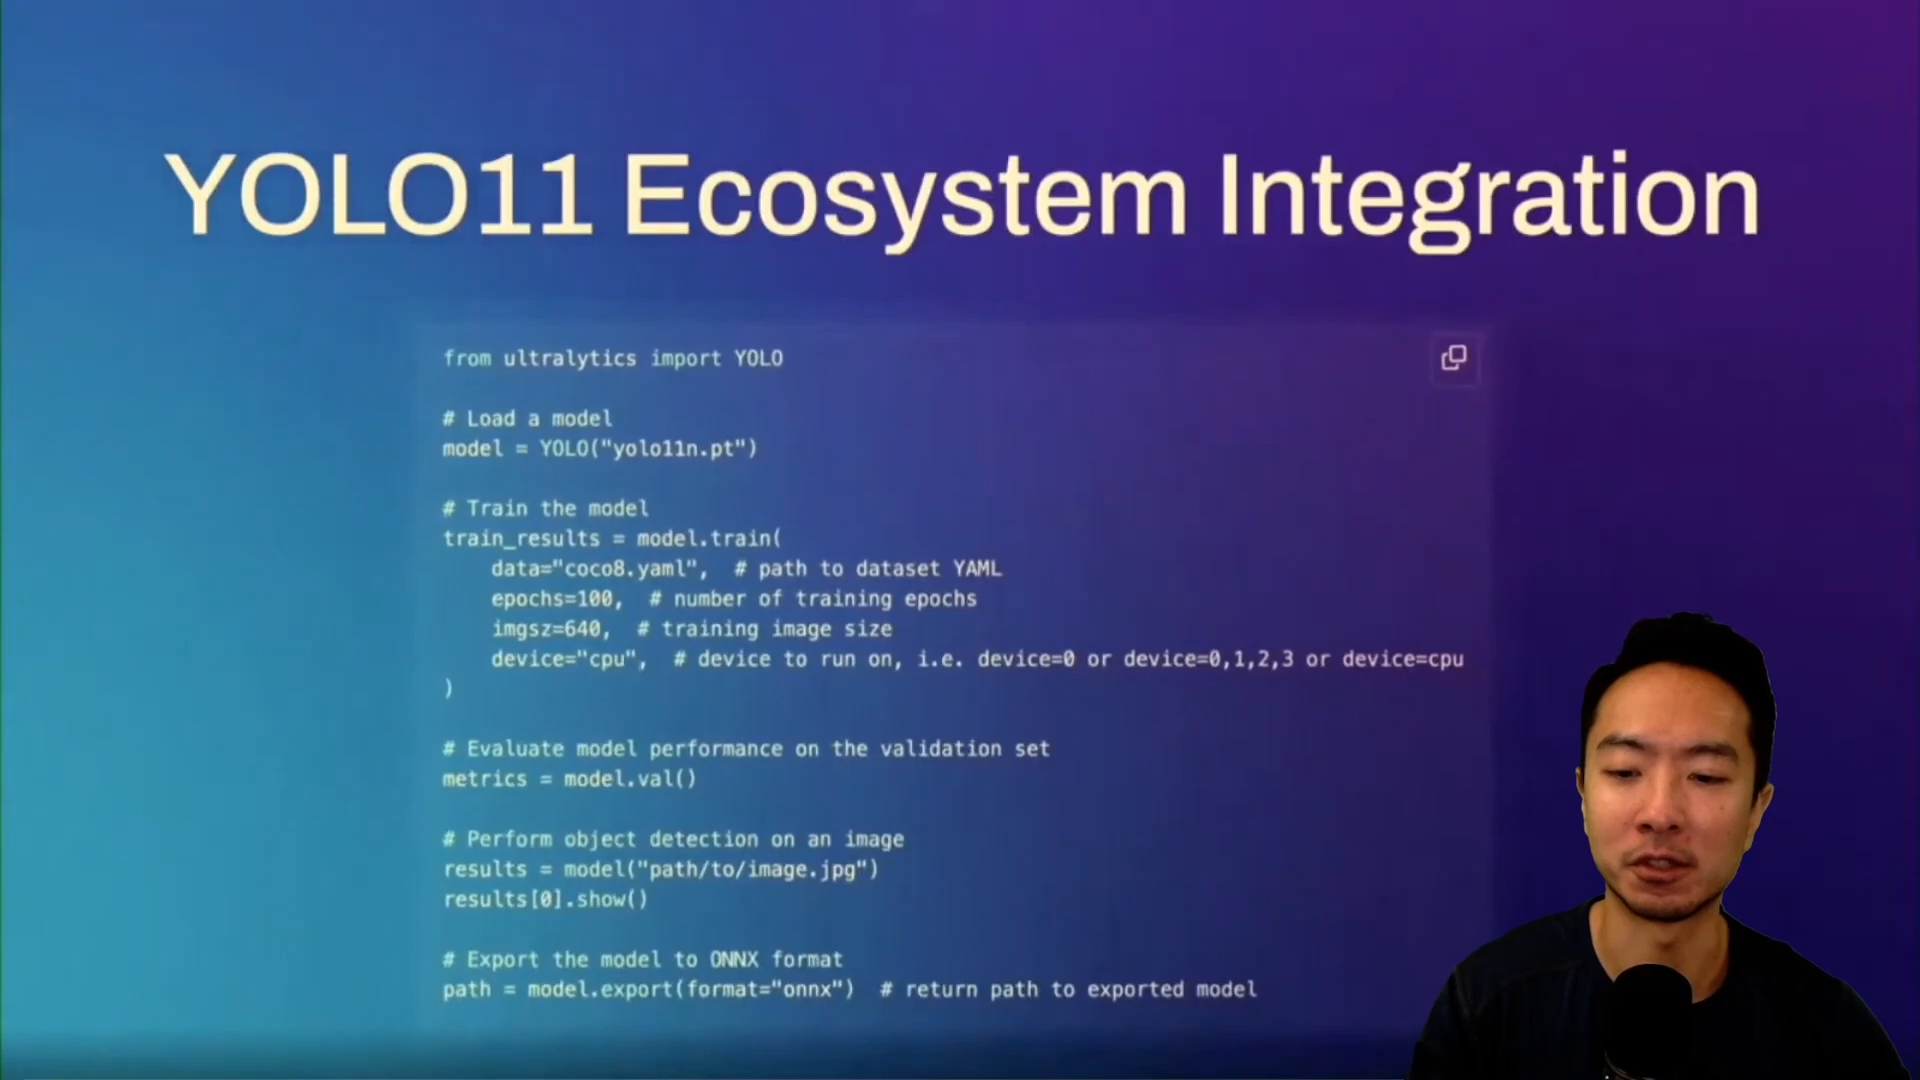 YOLO11 Ecosystem Integration
from ultralytics import YOLO
# Load a model
model = YOLO("yolo11n.pt")
# Train the model
train_results = model.train(
    data="coco8.yaml",  # path to dataset YAML
    epochs=100,  # number of training epochs
    imgsz=640,  # training image size
    device="cpu",  # device to run on, i.e. device=0 or device=0,1,2,3 or device=cpu
)
# Evaluate model performance on the validation set
metrics = model.val()
# Perform object detection on an image
results = model("path/to/image.jpg")
results[0].show()
# Export the model to ONNX format
path = model.export(format="onnx")  # return path to exported model